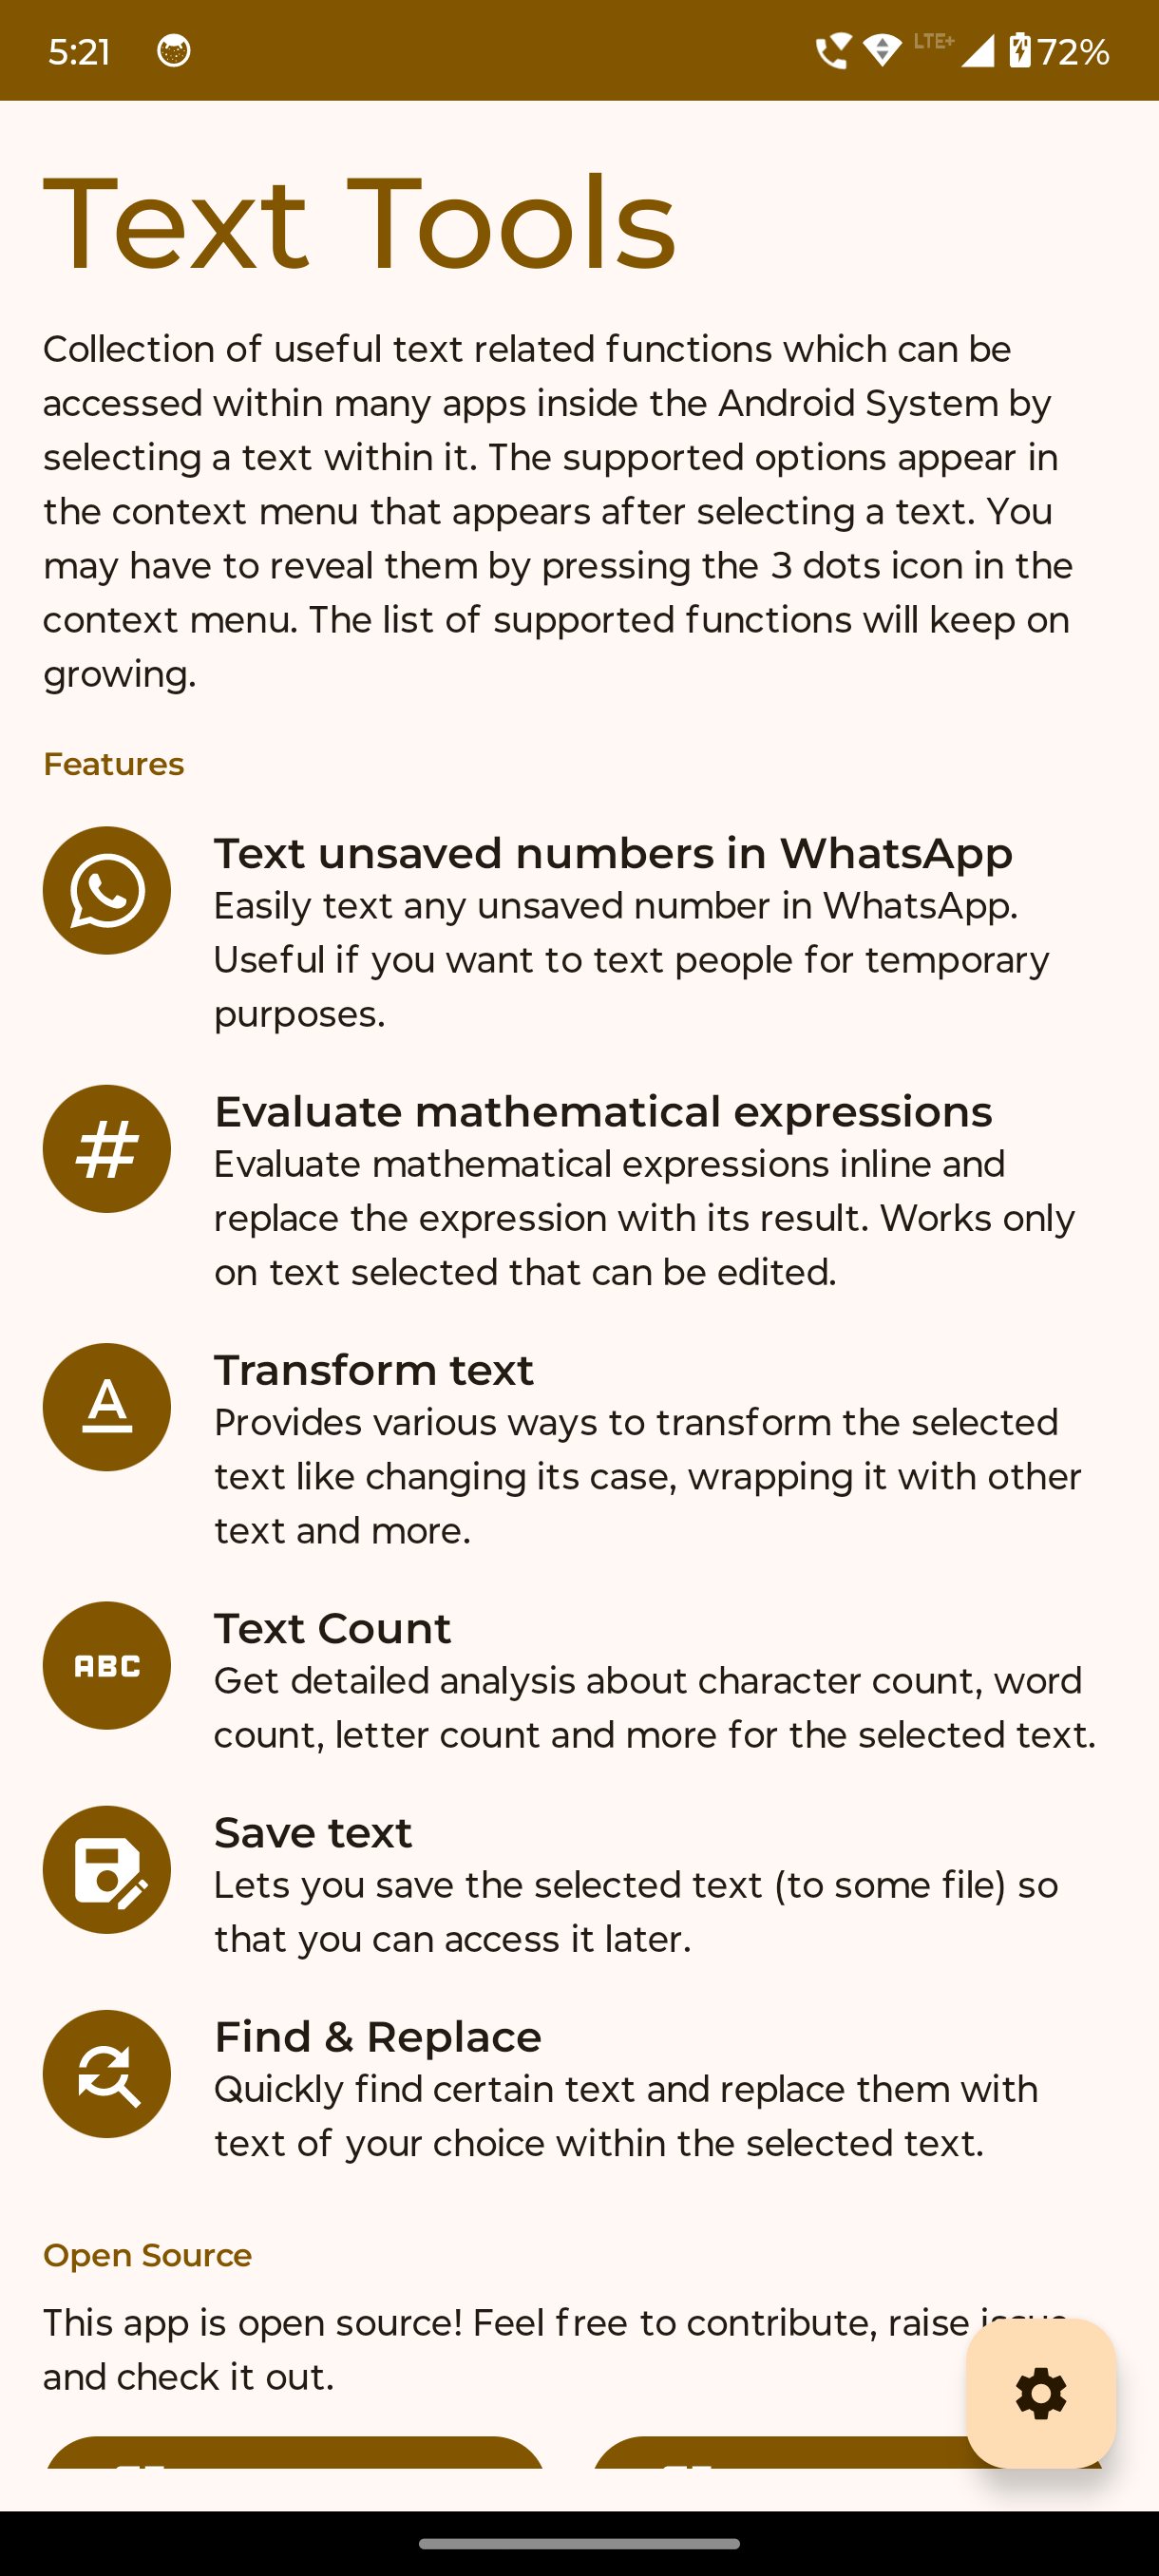 5:21
LTE+
72%
Text Tools
Collection of useful text related functions which can be
accessed within many apps inside the Android System by
selecting a text within it. The supported options appear in
the context menu that appears after selecting a text. You
may have to reveal them by pressing the 3 dots icon in the
context menu. The list of supported functions will keep on
growing.
Features
Text unsaved numbers in WhatsApp
Easily text any unsaved number in WhatsApp.
Useful if you want to text people for temporary
purposes.
#
Evaluate mathematical expressions
Evaluate mathematical expressions inline and
replace the expression with its result. Works only
on text selected that can be edited.
A
Transform text
Provides various ways to transform the selected
text like changing its case, wrapping it with other
text and more.
ABC
Text Count
Get detailed analysis about character count, word
count, letter count and more for the selected text.
Save text
Lets you save the selected text (to some file) so
that you can access it later.
Find & Replace
Quickly find certain text and replace them with
text of your choice within the selected text.
Open Source
This app is open source! Feel free to contribute, raise
and check it out.